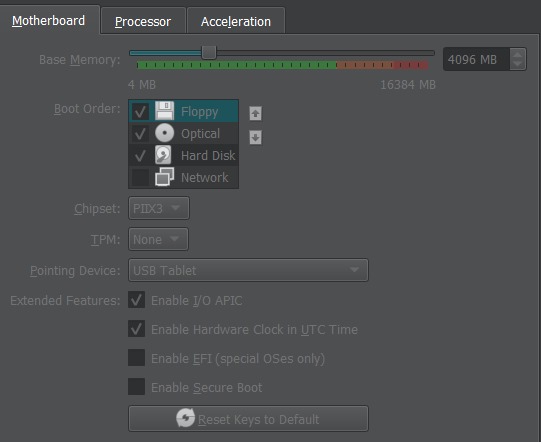 Motherboard Processor Acceleration
Base Memory: 4096 MB
4 MB 16384 MB
Boot Order: Floppy
Optical
Hard Disk
Network
Chipset: PIIX3
TPM: None
Pointing Device: USB Tablet
Extended Features: Enable I/O APIC
Enable Hardware Clock in UTC Time
Enable EFI (special OSes only)
Enable Secure Boot
Reset Keys to Default